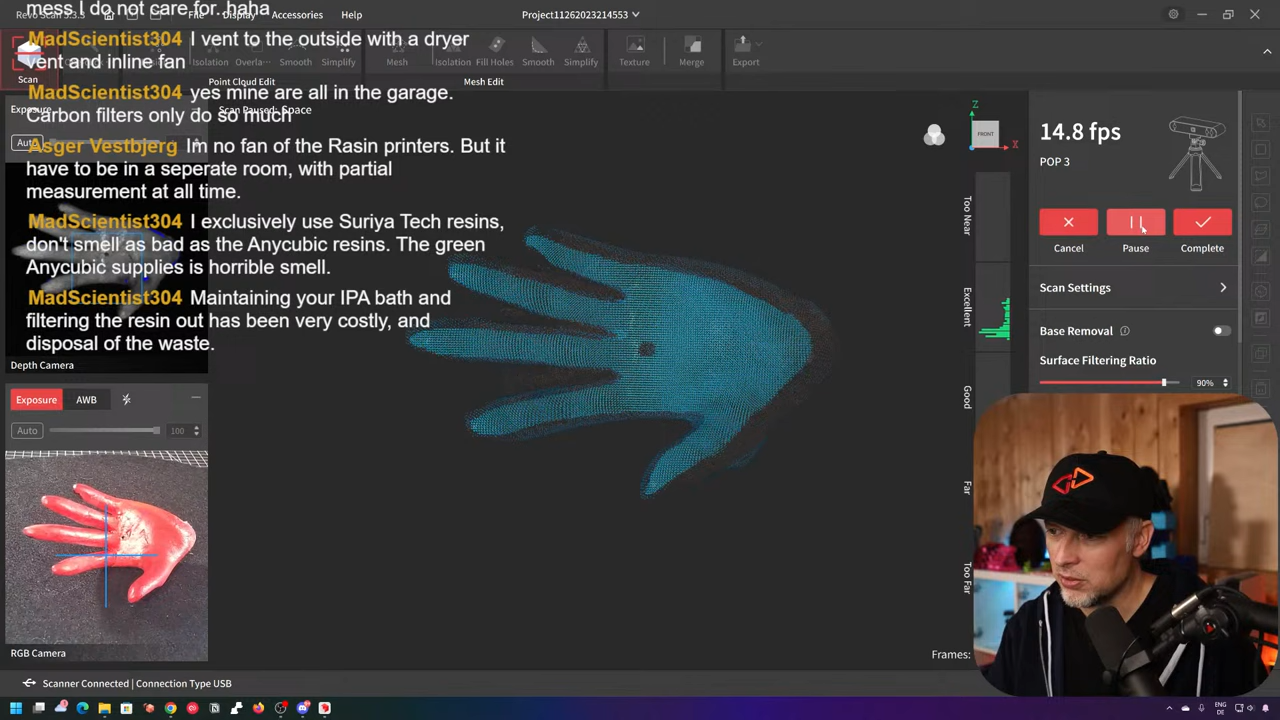 mess I do not care for. haha
Revo Scan 5.3.3
File
Display
Accessories
Help
Project11262023214553
MadScientist304 I vent to the outside with a dryer
vent and inline fan
MadScientist304 yes mine are all in the garage.
Carbon filters only do so much
Asger Vestbjerg Im no fan of the Rasin printers. But it
have to be in a seperate room, with partial
measurement at all time.
MadScientist304 I exclusively use Suriya Tech resins,
don't smell as bad as the Anycubic resins. The green
Anycubic supplies is horrible smell.
MadScientist304 Maintaining your IPA bath and
filtering the resin out has been very costly, and
disposal of the waste.
Scan
Isolation
Overla...
Smooth
Simplify
Mesh
Isolation
Fill Holes
Smooth
Simplify
Texture
Merge
Export
Point Cloud Edit
Mesh Edit
Exposure
Auto
Scan Paused: Space
Depth Camera
Exposure
AWB
Auto
100
RGB Camera
Z
FRONT
X
Too Near
Excellent
Good
Far
Too Far
Frames:
14.8 fps
POP 3
Cancel
Pause
Complete
Scan Settings
Base Removal
Surface Filtering Ratio
90%
Scanner Connected | Connection Type USB
ENG
DE